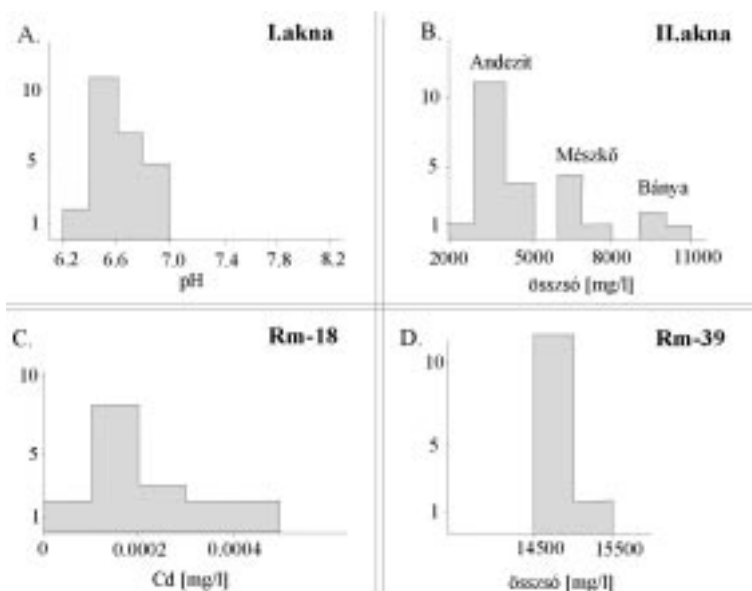 A. I.akna
10
5
1
6.2 6.6 7.0 7.4 7.8 8.2
pH
B. II.akna
Andezit
10
Mészkő
5
Bánya
1
2000 5000 8000 11000
összsó [mg/l]
C. Rm-18
10
5
1
0 0.0002 0.0004
Cd [mg/l]
D. Rm-39
10
5
1
14500 15500
összsó [mg/l]